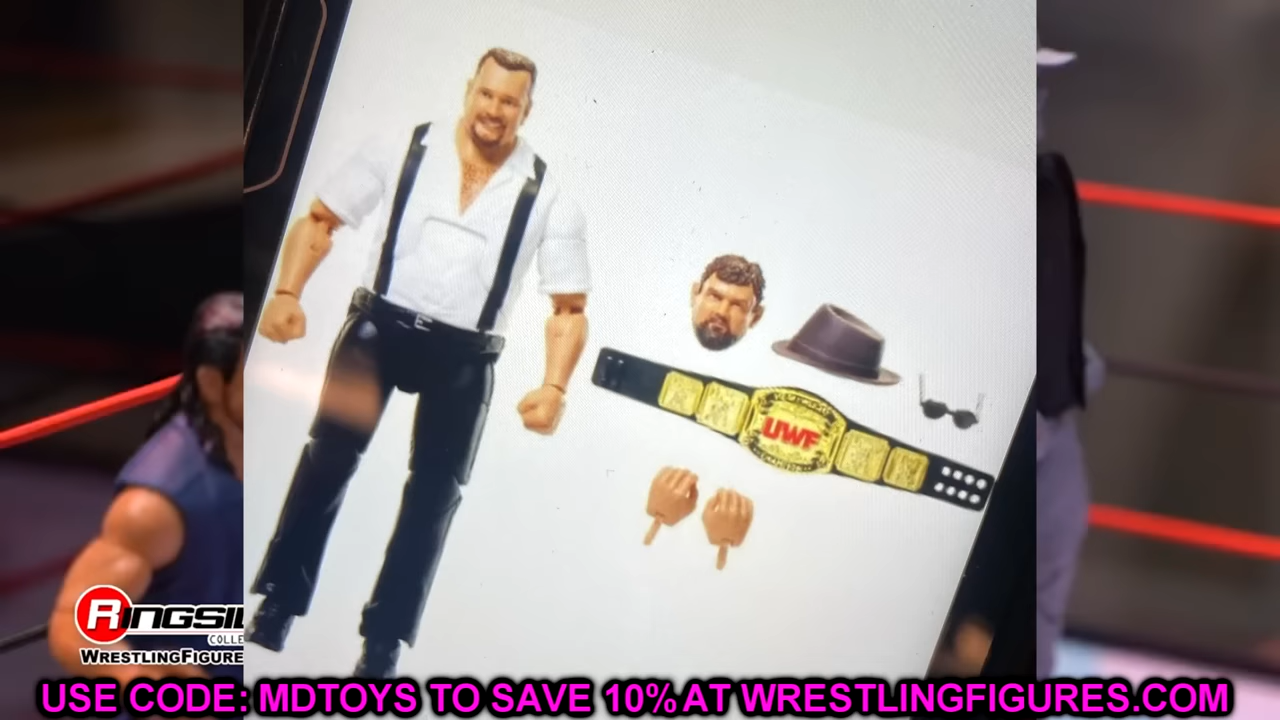 UWF
RINGSI
COLLE
WRESTLINGFIGURE
USE CODE: MDTOYS TO SAVE 10% AT WRESTLINGFIGURES.COM